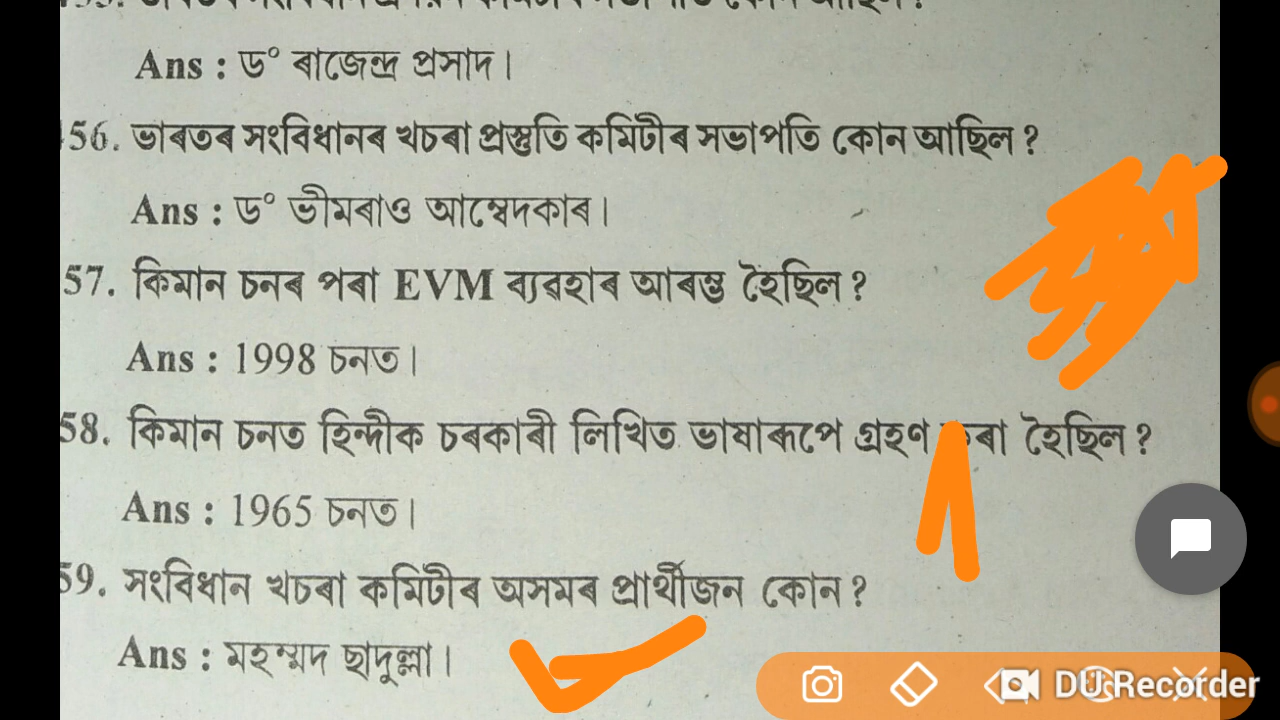 Ans : ড° ৰাজেন্দ্ৰ প্ৰসাদ।
56. ভাৰতৰ সংবিধানৰ খচৰা প্ৰস্তুতি কমিটীৰ সভাপতি কোন আছিল ?
Ans : ড° ভীমৰাও আম্বেদকাৰ।
57. কিমান চনৰ পৰা EVM ব্যৱহাৰ আৰম্ভ হৈছিল ?
Ans : 1998 চনত।
58. কিমান চনত হিন্দীক চৰকাৰী লিখিত ভাষাৰূপে গ্ৰহণ কৰা হৈছিল ?
Ans : 1965 চনত।
59. সংবিধান খচৰা কমিটীৰ অসমৰ প্ৰাৰ্থীজন কোন ?
Ans : মহম্মদ ছাদুল্লা।
DU Recorder